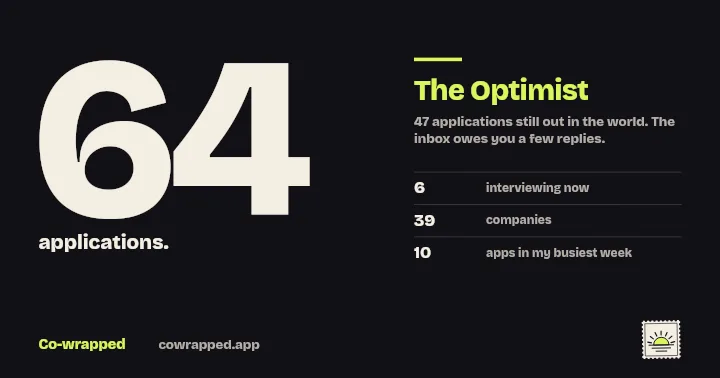 64
applications.
The Optimist
47 applications still out in the world. The
inbox owes you a few replies.
6 interviewing now
39 companies
10 apps in my busiest week
Co-wrapped cowrapped.app